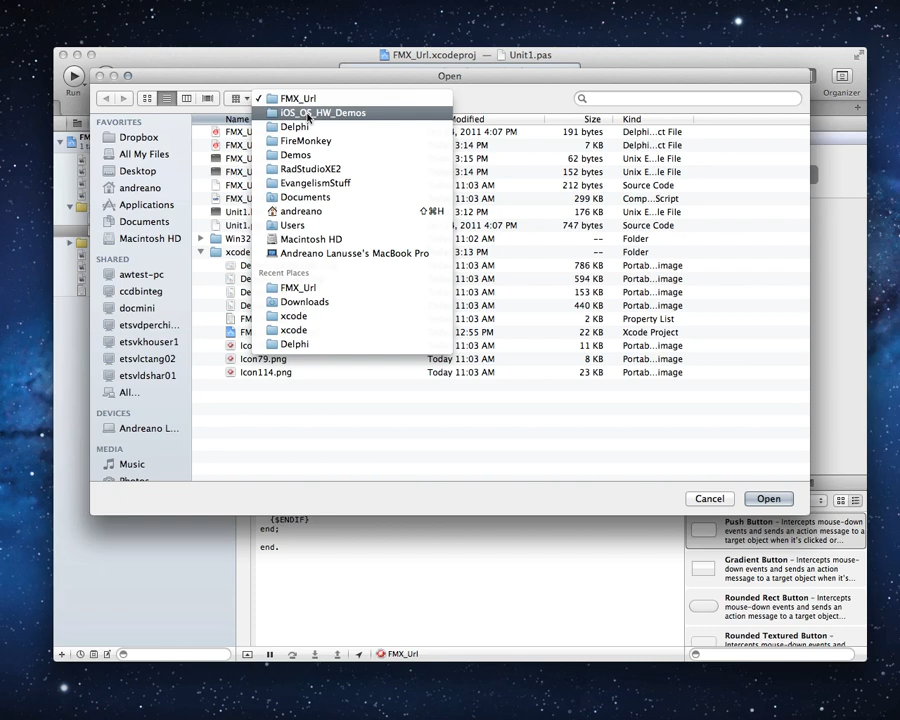 FMX_Url.xcodeproj — Unit1.pas
Open
Run
Organizer
✓ FMX_Url
iOS_OS_HW_Demos
Delphi
FireMonkey
Demos
RadStudioXE2
EvangelismStuff
Documents
andreano ⇧⌘H
Users
Macintosh HD
Andreano Lanusse's MacBook Pro
Recent Places
FMX_Url
Downloads
xcode
xcode
Delphi
FAVORITES
Dropbox
All My Files
Desktop
andreano
Applications
Documents
Macintosh HD
SHARED
awtest-pc
ccdbinteg
docmini
etsvdperchi...
etsvkhouser1
etsvlctang02
etsvldshar01
All...
DEVICES
Andreano L...
MEDIA
Music
Photos
Name Modified Size Kind
, 2011 4:07 PM 191 bytes Delphi...ct File
3:14 PM 7 KB Delphi...ct File
3:15 PM 62 bytes Unix E...le File
3:14 PM 152 bytes Unix E...le File
11:03 AM 212 bytes Source Code
11:03 AM 299 KB Comp...Script
3:12 PM 176 KB Unix E...le File
, 2011 4:07 PM 747 bytes Source Code
Win32 11:02 AM -- Folder
xcode 3:13 PM -- Folder
11:03 AM 786 KB Portab...image
11:03 AM 594 KB Portab...image
11:03 AM 153 KB Portab...image
11:03 AM 440 KB Portab...image
11:03 AM 2 KB Property List
12:55 PM 22 KB Xcode Project
11:03 AM 11 KB Portab...image
Icon79.png Today 11:03 AM 8 KB Portab...image
Icon114.png Today 11:03 AM 23 KB Portab...image
Cancel
Open
{$ENDIF}
end;
end.
Push Button – Intercepts mouse-down
events and sends an action message to a
target object when it's clicked or...
Gradient Button – Intercepts mouse-
down events and sends an action
message to a target object when it's...
Rounded Rect Button – Intercepts
mouse-down events and sends an
action message to a target object...
Rounded Textured Button –
FMX_Url